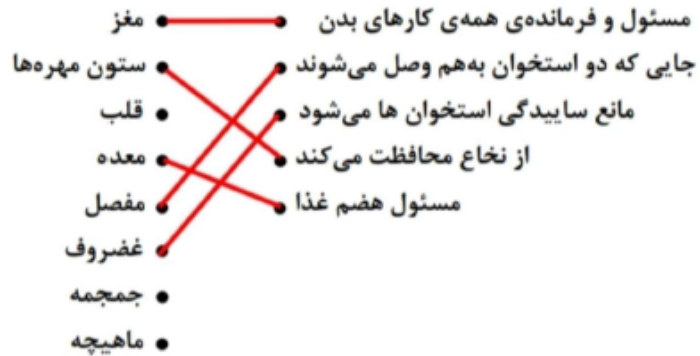 مسئول و فرمانده‌ی همه‌ی کارهای بدن
جایی که دو استخوان به‌هم وصل می‌شوند
مانع ساییدگی استخوان ها می‌شود
از نخاع محافظت می‌کند
مسئول هضم غذا
مغز
ستون مهره‌ها
قلب
معده
مفصل
غضروف
جمجمه
ماهیچه